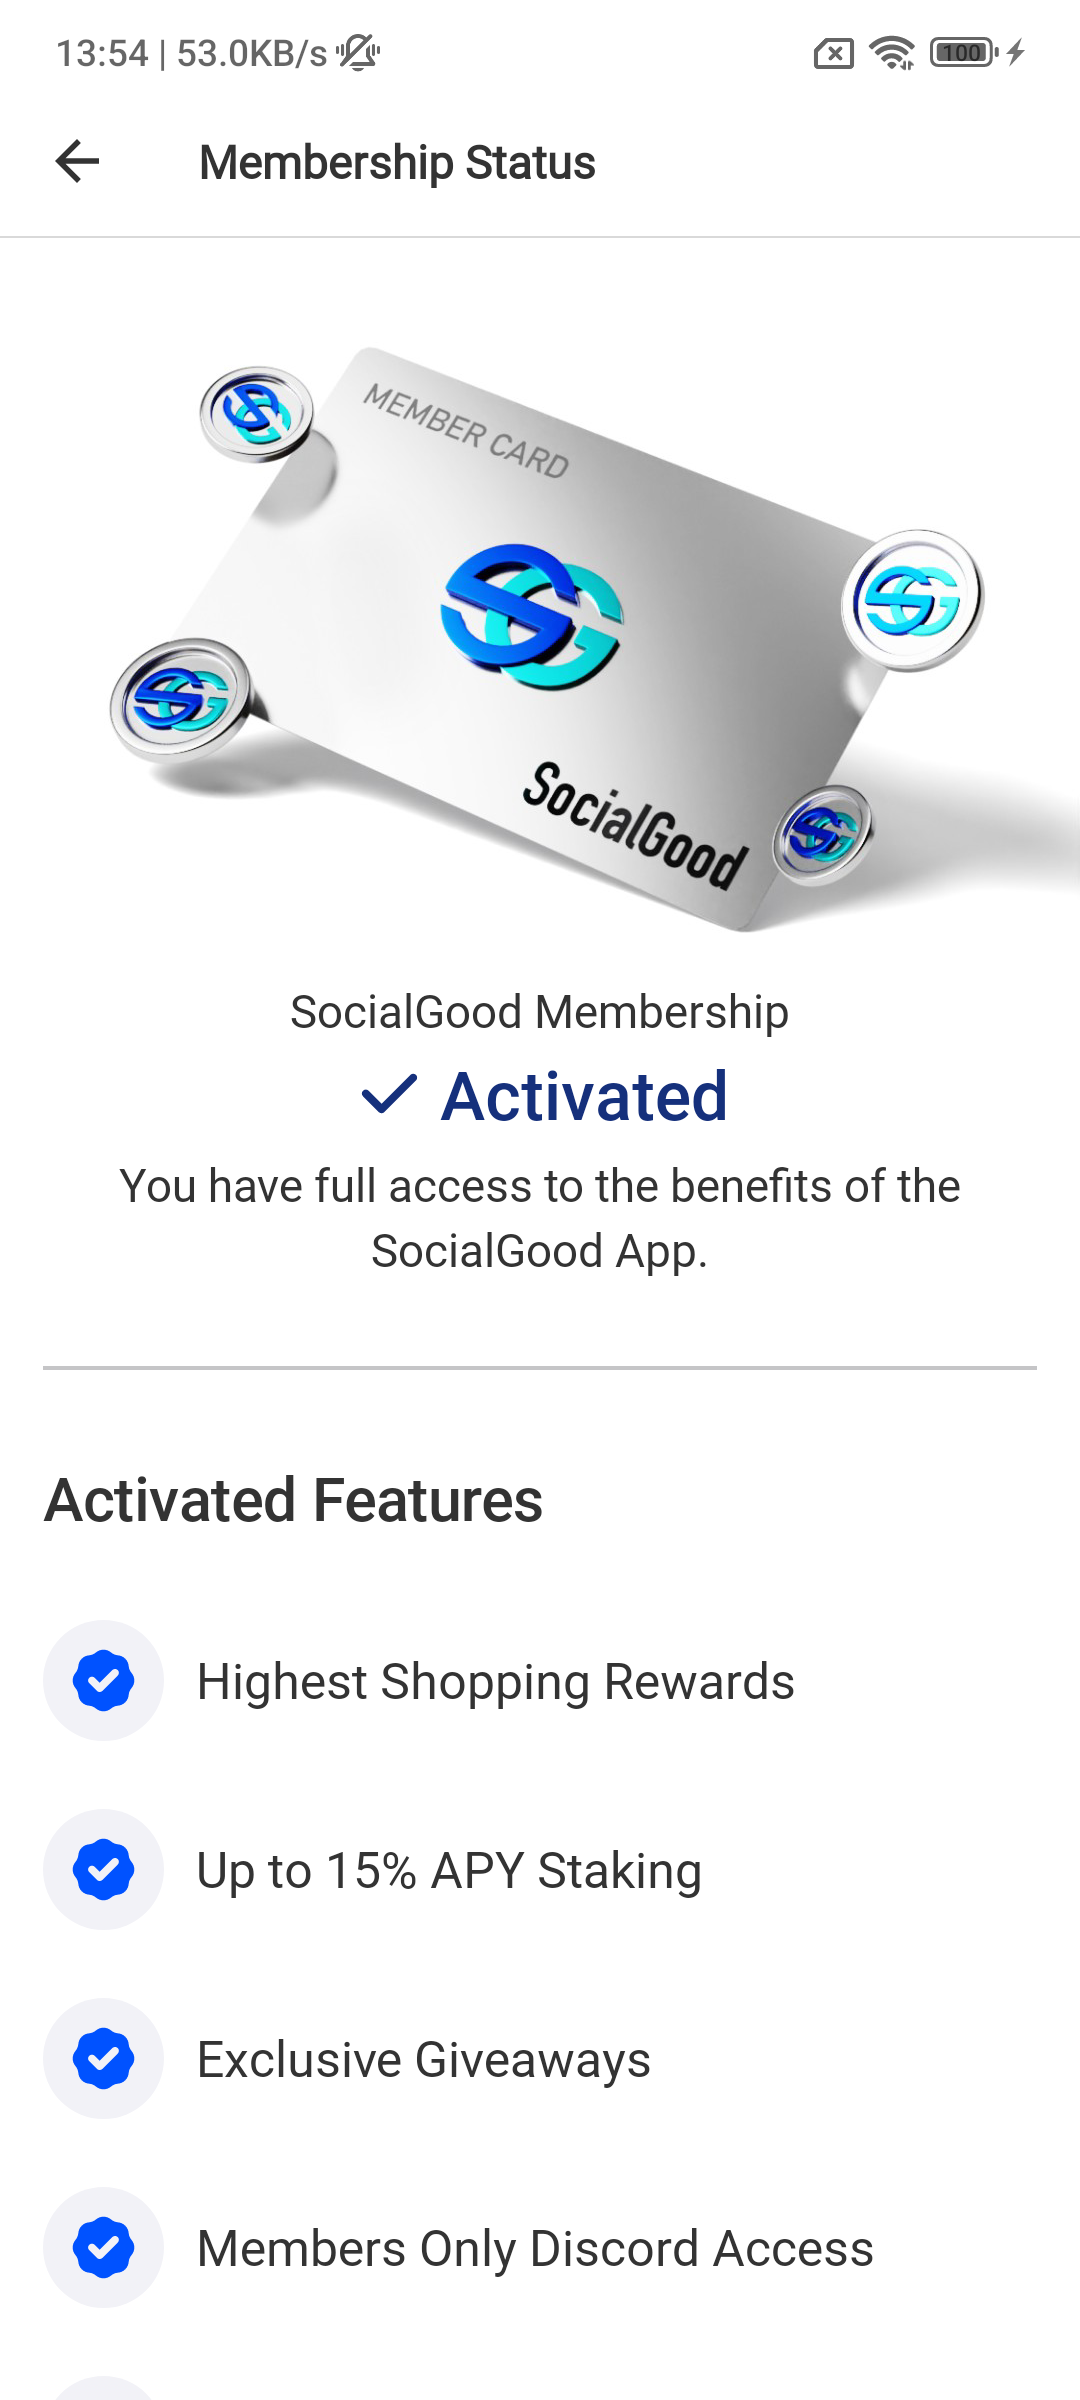 13:54 | 53.0KB/s
100
Membership Status
MEMBER CARD
SG
SocialGood
SocialGood Membership
Activated
You have full access to the benefits of the
SocialGood App.
Activated Features
Highest Shopping Rewards
Up to 15% APY Staking
Exclusive Giveaways
Members Only Discord Access